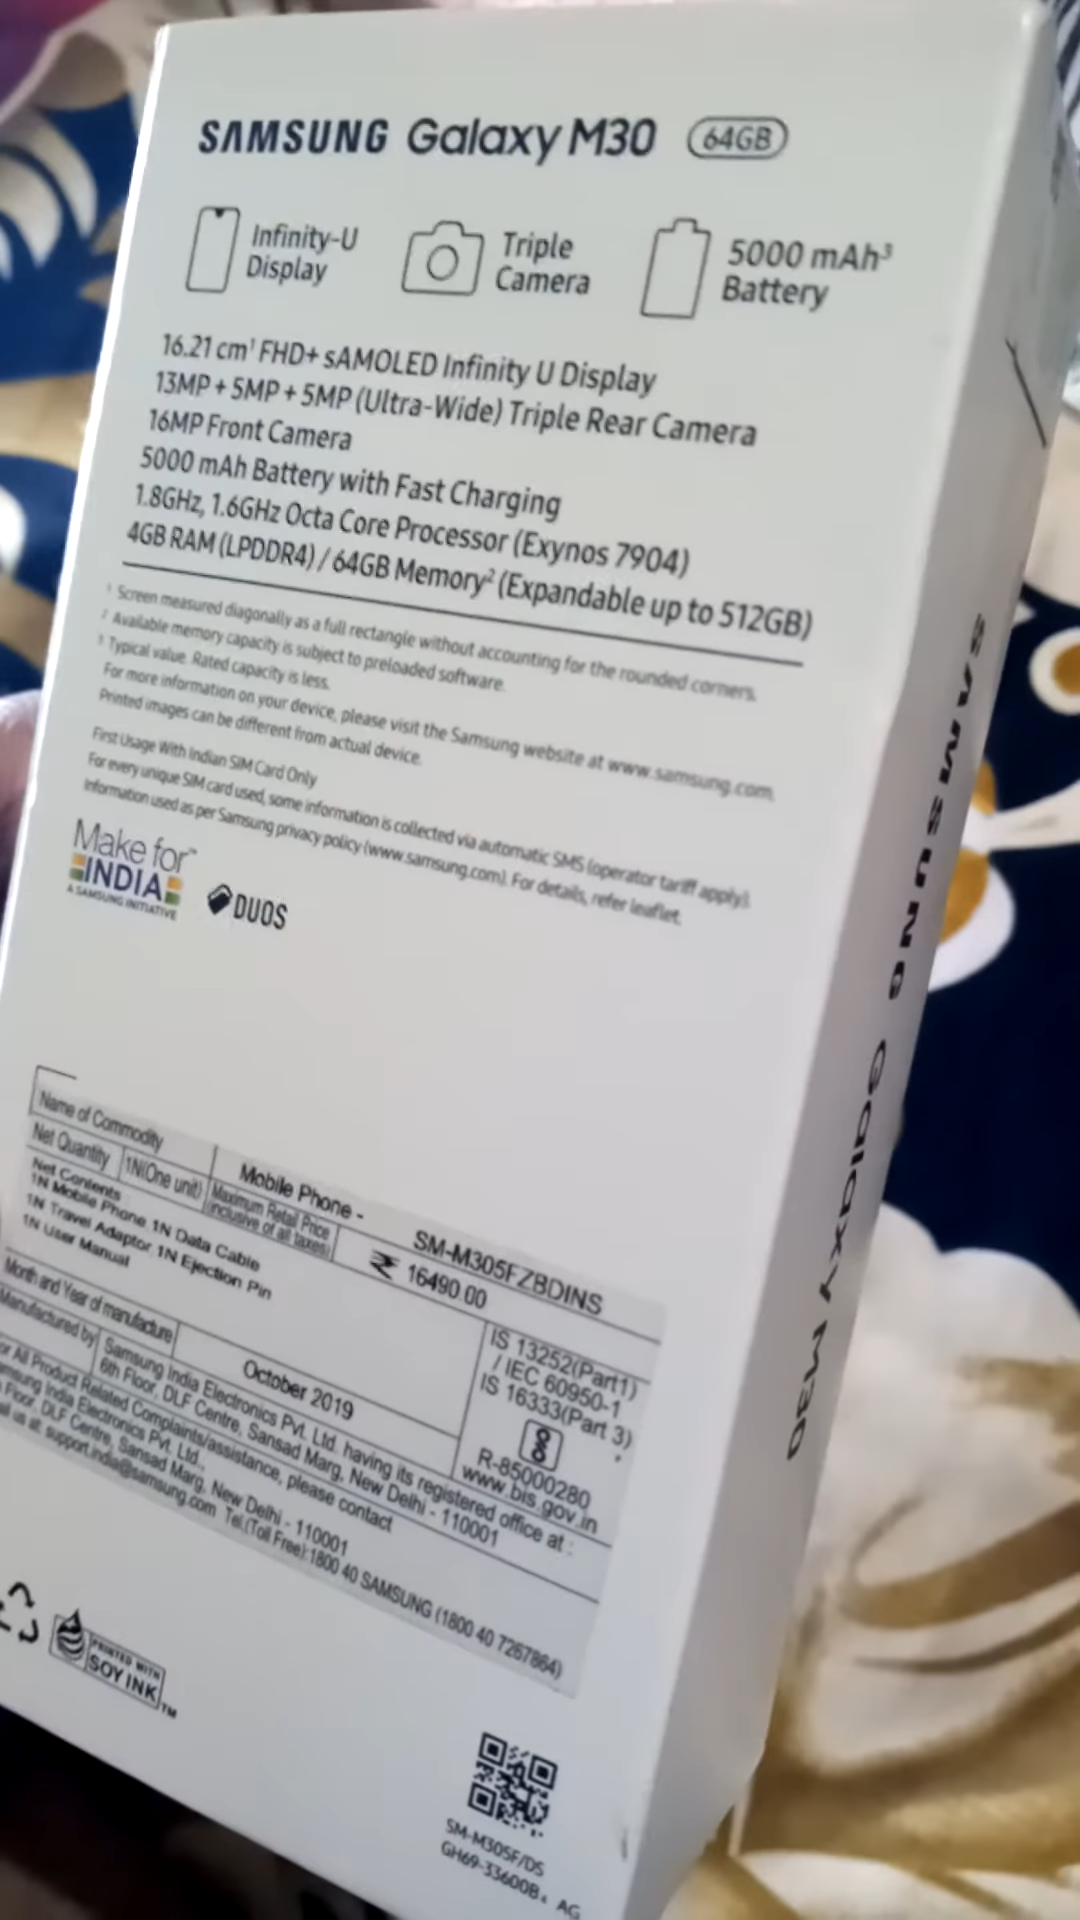 SAMSUNG Galaxy M30 64GB
Infinity-U
Display
Triple
Camera
5000 mAh³
Battery
16.21 cm¹ FHD+ sAMOLED Infinity U Display
13MP + 5MP + 5MP (Ultra-Wide) Triple Rear Camera
16MP Front Camera
5000 mAh Battery with Fast Charging
1.8GHz, 1.6GHz Octa Core Processor (Exynos 7904)
4GB RAM (LPDDR4) / 64GB Memory² (Expandable up to 512GB)
¹ Screen measured diagonally as a full rectangle without accounting for the rounded corners.
² Available memory capacity is subject to preloaded software.
³ Typical value. Rated capacity is less.
For more information on your device, please visit the Samsung website at www.samsung.com.
Printed images can be different from actual device.
First Usage With Indian SIM Card Only
For every unique SIM card used, some information is collected via automatic SMS (operator tariff apply).
Information used as per Samsung privacy policy (www.samsung.com). For details, refer leaflet.
Make for™
INDIA
A SAMSUNG INITIATIVE
DUOS
Name of Commodity
Mobile Phone - SM-M305FZBDINS
Net Quantity 1N(One unit)
Maximum Retail Price
(inclusive of all taxes)
₹ 16490.00
Net Contents :
1N Mobile Phone 1N Data Cable
1N Travel Adaptor 1N Ejection Pin
1N User Manual
Month and Year of manufacture
October 2019
IS 13252(Part1)
/ IEC 60950-1
IS 16333(Part 3)
R-85000280
www.bis.gov.in
Manufactured by
Samsung India Electronics Pvt. Ltd. having its registered office at :
6th Floor, DLF Centre, Sansad Marg, New Delhi - 110001
For All Product Related Complaints/assistance, please contact
Samsung India Electronics Pvt. Ltd.,
Floor, DLF Centre, Sansad Marg, New Delhi - 110001
us at: support.india@samsung.com Tel.(Toll Free):1800 40 SAMSUNG (1800 40 7267864)
PRINTED WITH
SOY INK™
SM-M305F/DS
GH69-33600B AG
SAMSUNG Galaxy M30